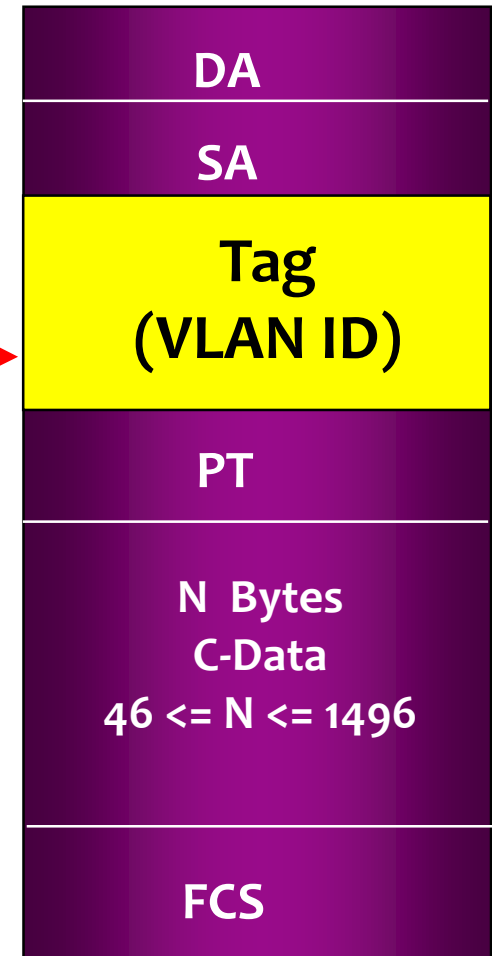 DA
SA
Tag
(VLAN ID)
PT
N Bytes
C-Data
46 <= N <= 1496
FCS